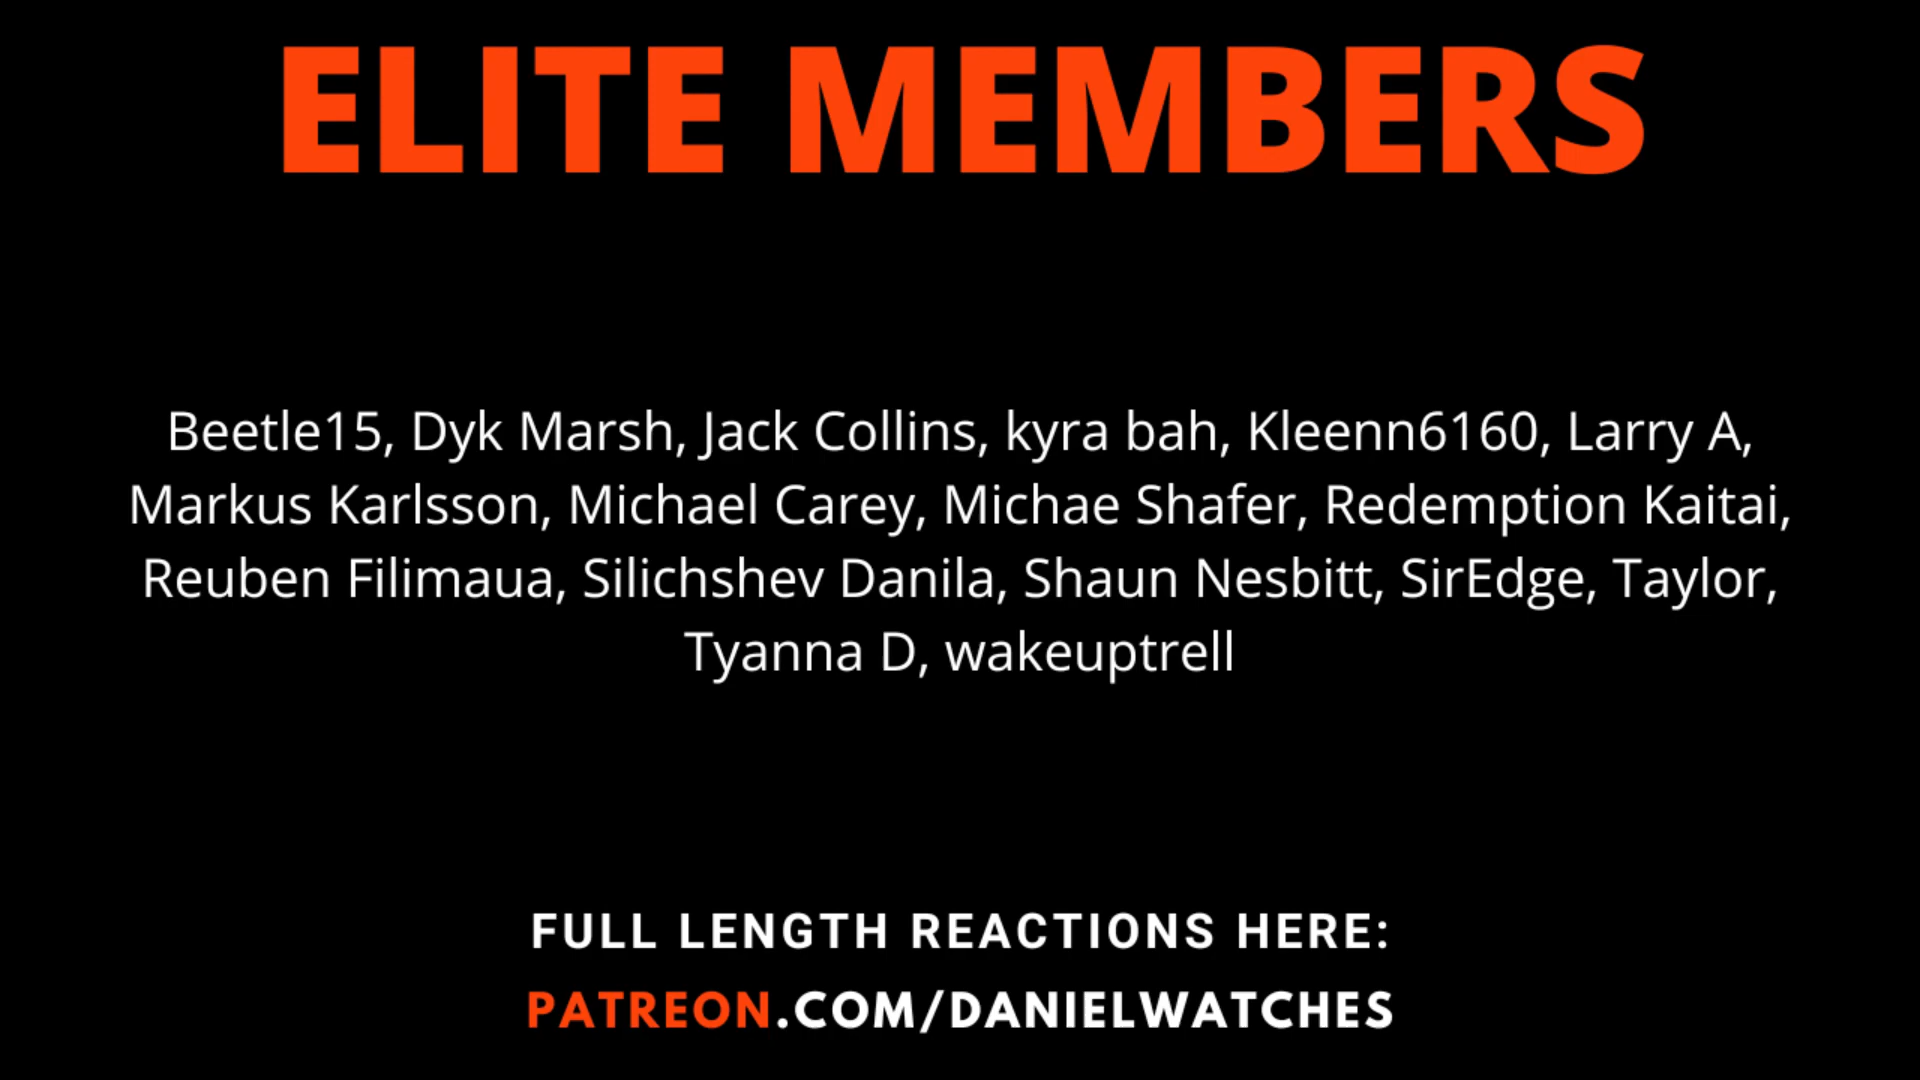 ELITE MEMBERS
Beetle15, Dyk Marsh, Jack Collins, kyra bah, Kleenn6160, Larry A,
Markus Karlsson, Michael Carey, Michae Shafer, Redemption Kaitai,
Reuben Filimaua, Silichshev Danila, Shaun Nesbitt, SirEdge, Taylor,
Tyanna D, wakeuptrell
FULL LENGTH REACTIONS HERE:
PATREON.COM/DANIELWATCHES